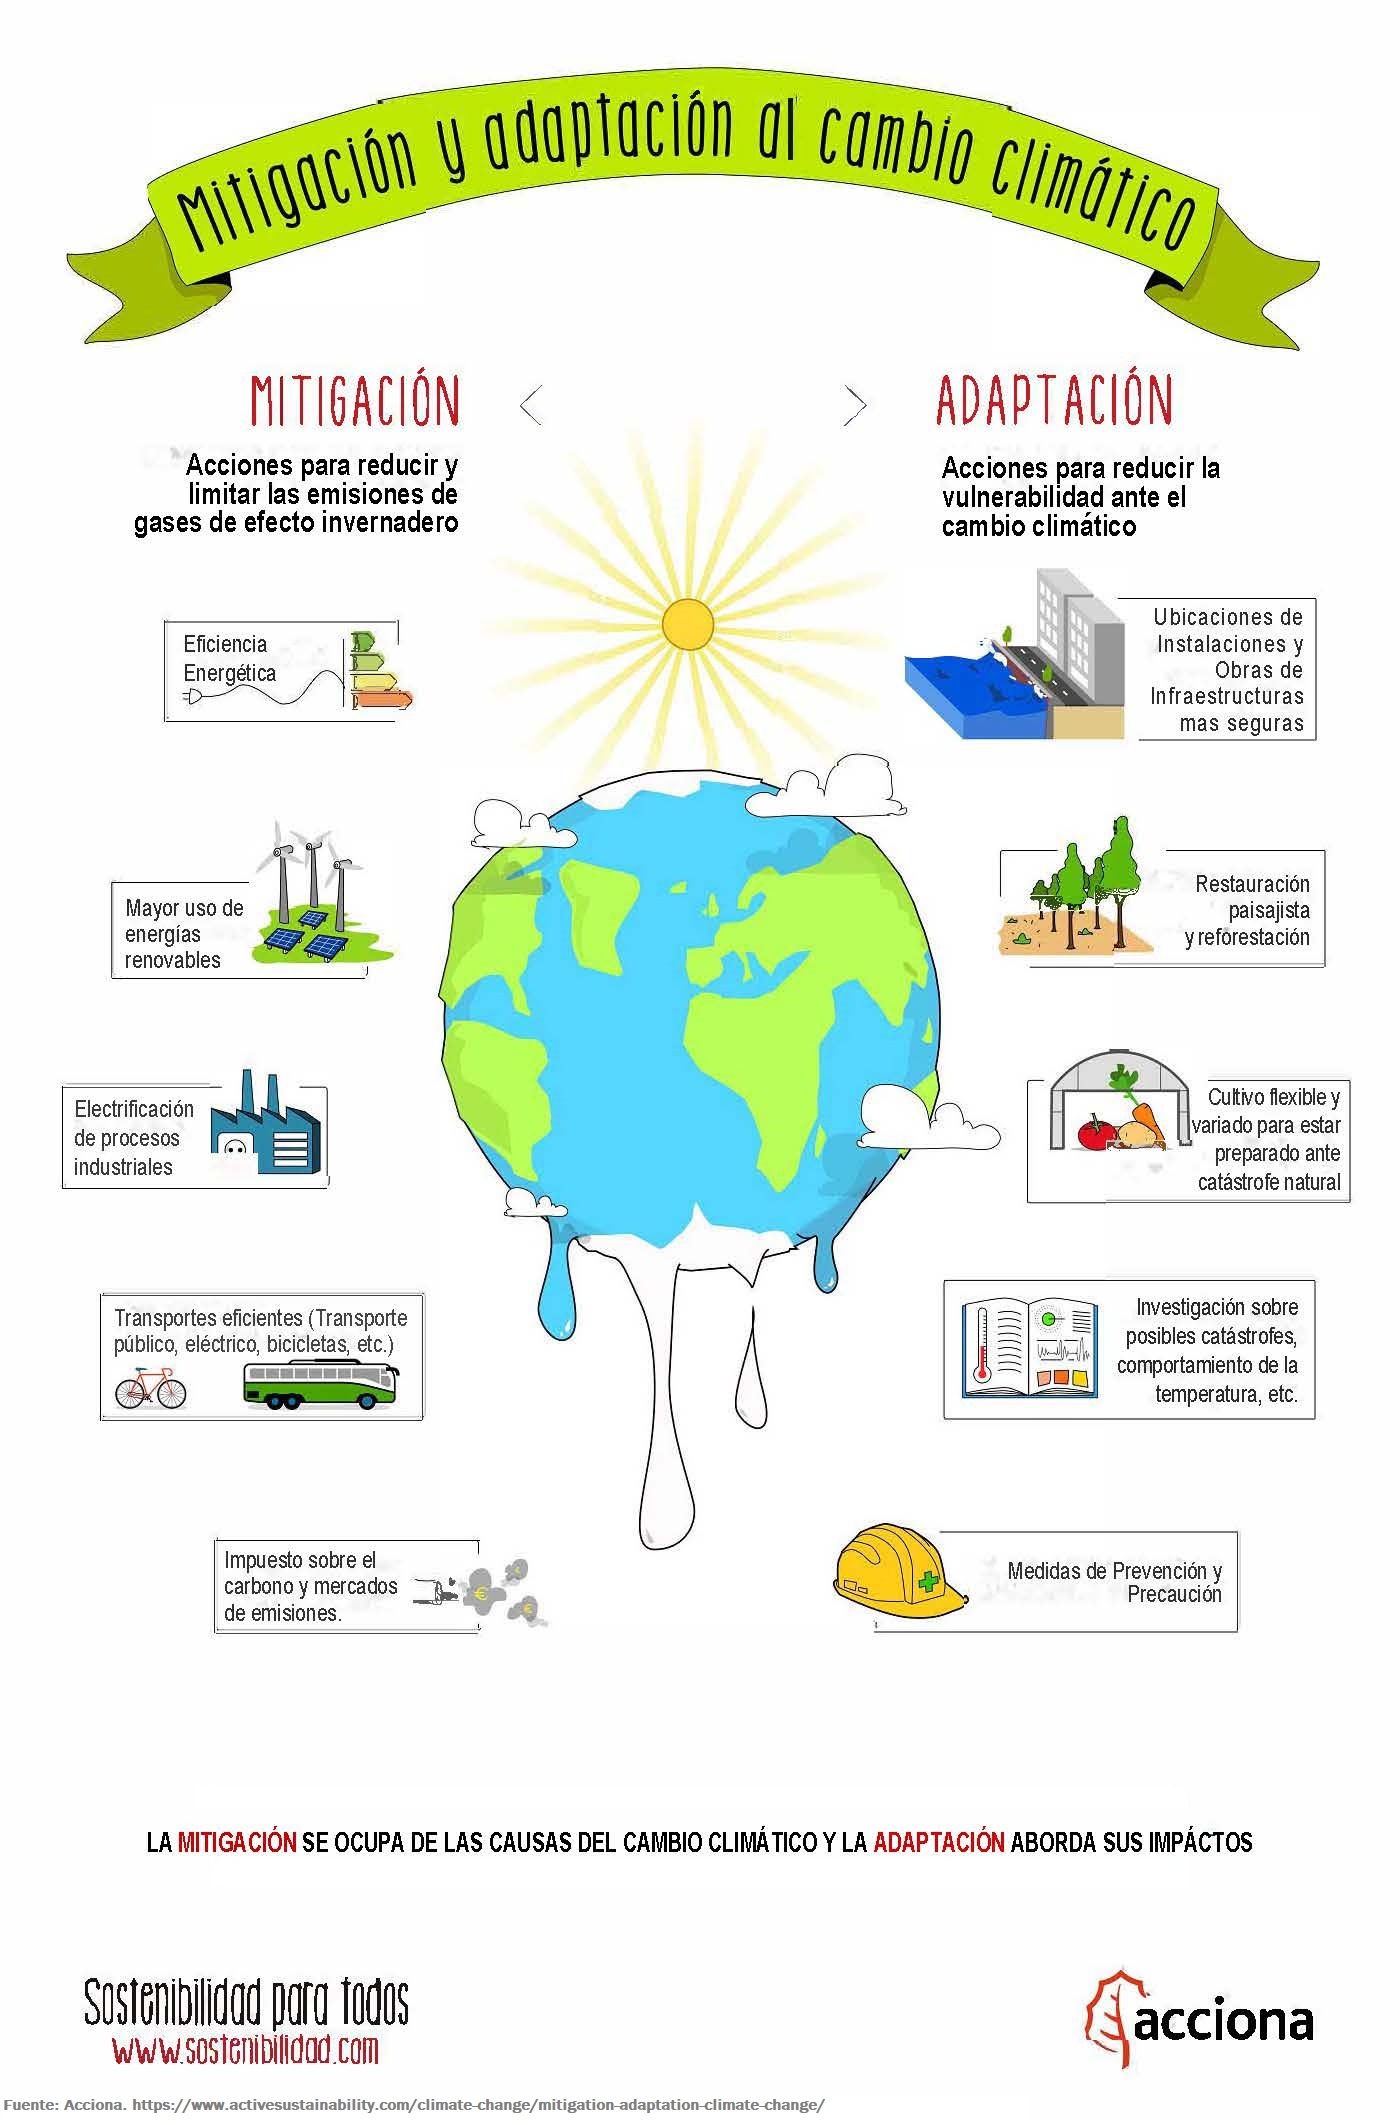 Mitigación y adaptación al cambio climático
MITIGACIÓN
Acciones para reducir y
limitar las emisiones de
gases de efecto invernadero
Eficiencia
Energética
Mayor uso de
energías
renovables
Electrificación
de procesos
industriales
Transportes eficientes (Transporte
público, eléctrico, bicicletas, etc.)
Impuesto sobre el
carbono y mercados
de emisiones.
ADAPTACIÓN
Acciones para reducir la
vulnerabilidad ante el
cambio climático
Ubicaciones de
Instalaciones y
Obras de
Infraestructuras
mas seguras
Restauración
paisajista
y reforestación
Cultivo flexible y
variado para estar
preparado ante
catástrofe natural
Investigación sobre
posibles catástrofes,
comportamiento de la
temperatura, etc.
Medidas de Prevención y
Precaución
LA MITIGACIÓN SE OCUPA DE LAS CAUSAS DEL CAMBIO CLIMÁTICO Y LA ADAPTACIÓN ABORDA SUS IMPÁCTOS
Sostenibilidad para todos
www.sostenibilidad.com
acciona
Fuente: Acciona. https://www.activesustainability.com/climate-change/mitigation-adaptation-climate-change/